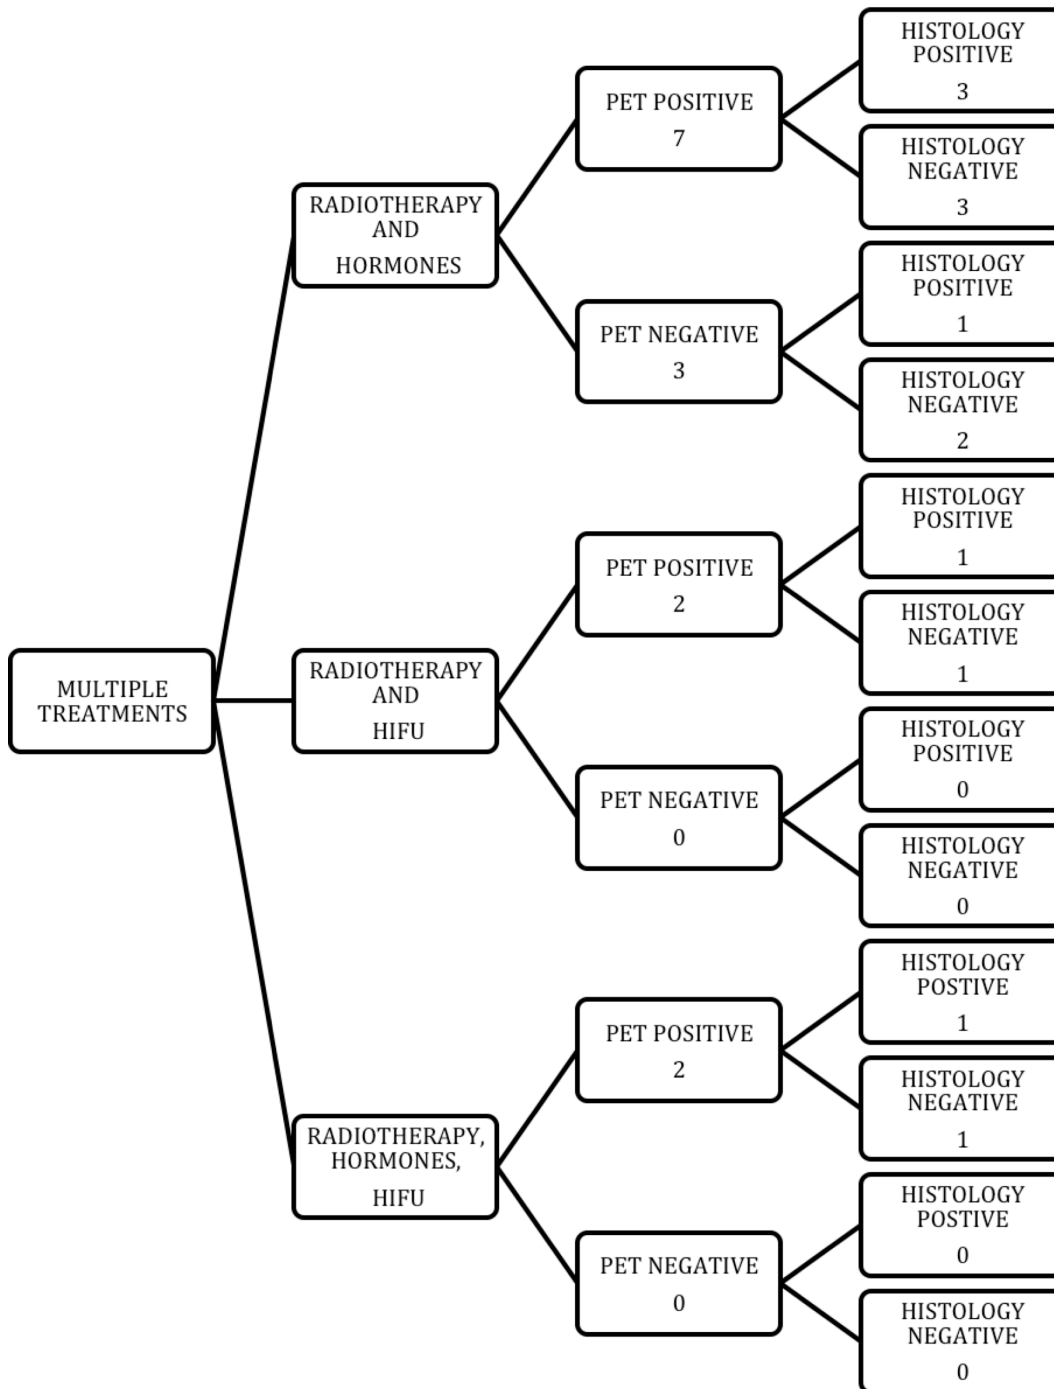 MULTIPLE
TREATMENTS
RADIOTHERAPY
AND
HORMONES
PET POSITIVE
7
HISTOLOGY
POSITIVE
3
HISTOLOGY
NEGATIVE
3
PET NEGATIVE
3
HISTOLOGY
POSITIVE
1
HISTOLOGY
NEGATIVE
2
RADIOTHERAPY
AND
HIFU
PET POSITIVE
2
HISTOLOGY
POSITIVE
1
HISTOLOGY
NEGATIVE
1
PET NEGATIVE
0
HISTOLOGY
POSITIVE
0
HISTOLOGY
NEGATIVE
0
RADIOTHERAPY,
HORMONES,
HIFU
PET POSITIVE
2
HISTOLOGY
POSTIVE
1
HISTOLOGY
NEGATIVE
1
PET NEGATIVE
0
HISTOLOGY
POSTIVE
0
HISTOLOGY
NEGATIVE
0